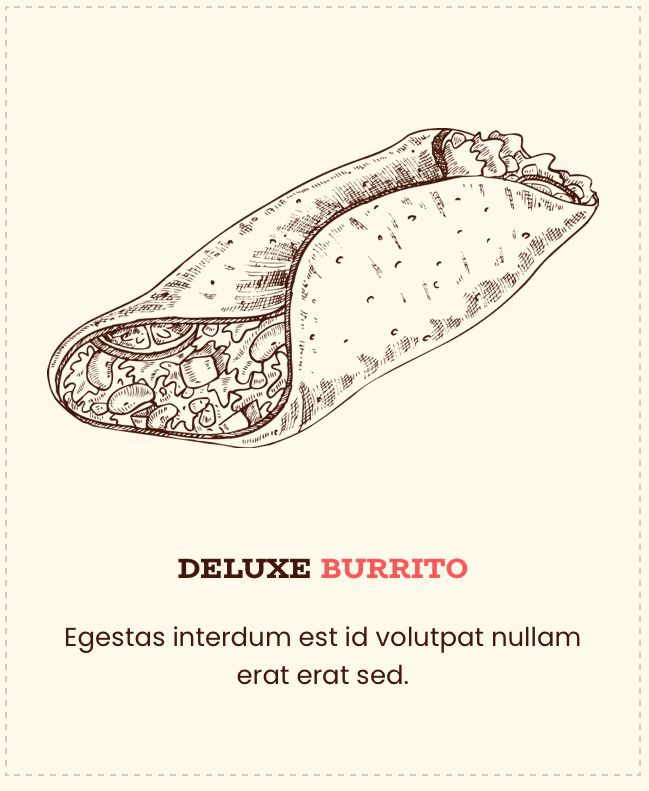 DELUXE BURRITO
Egestas interdum est id volutpat nullam
erat erat sed.